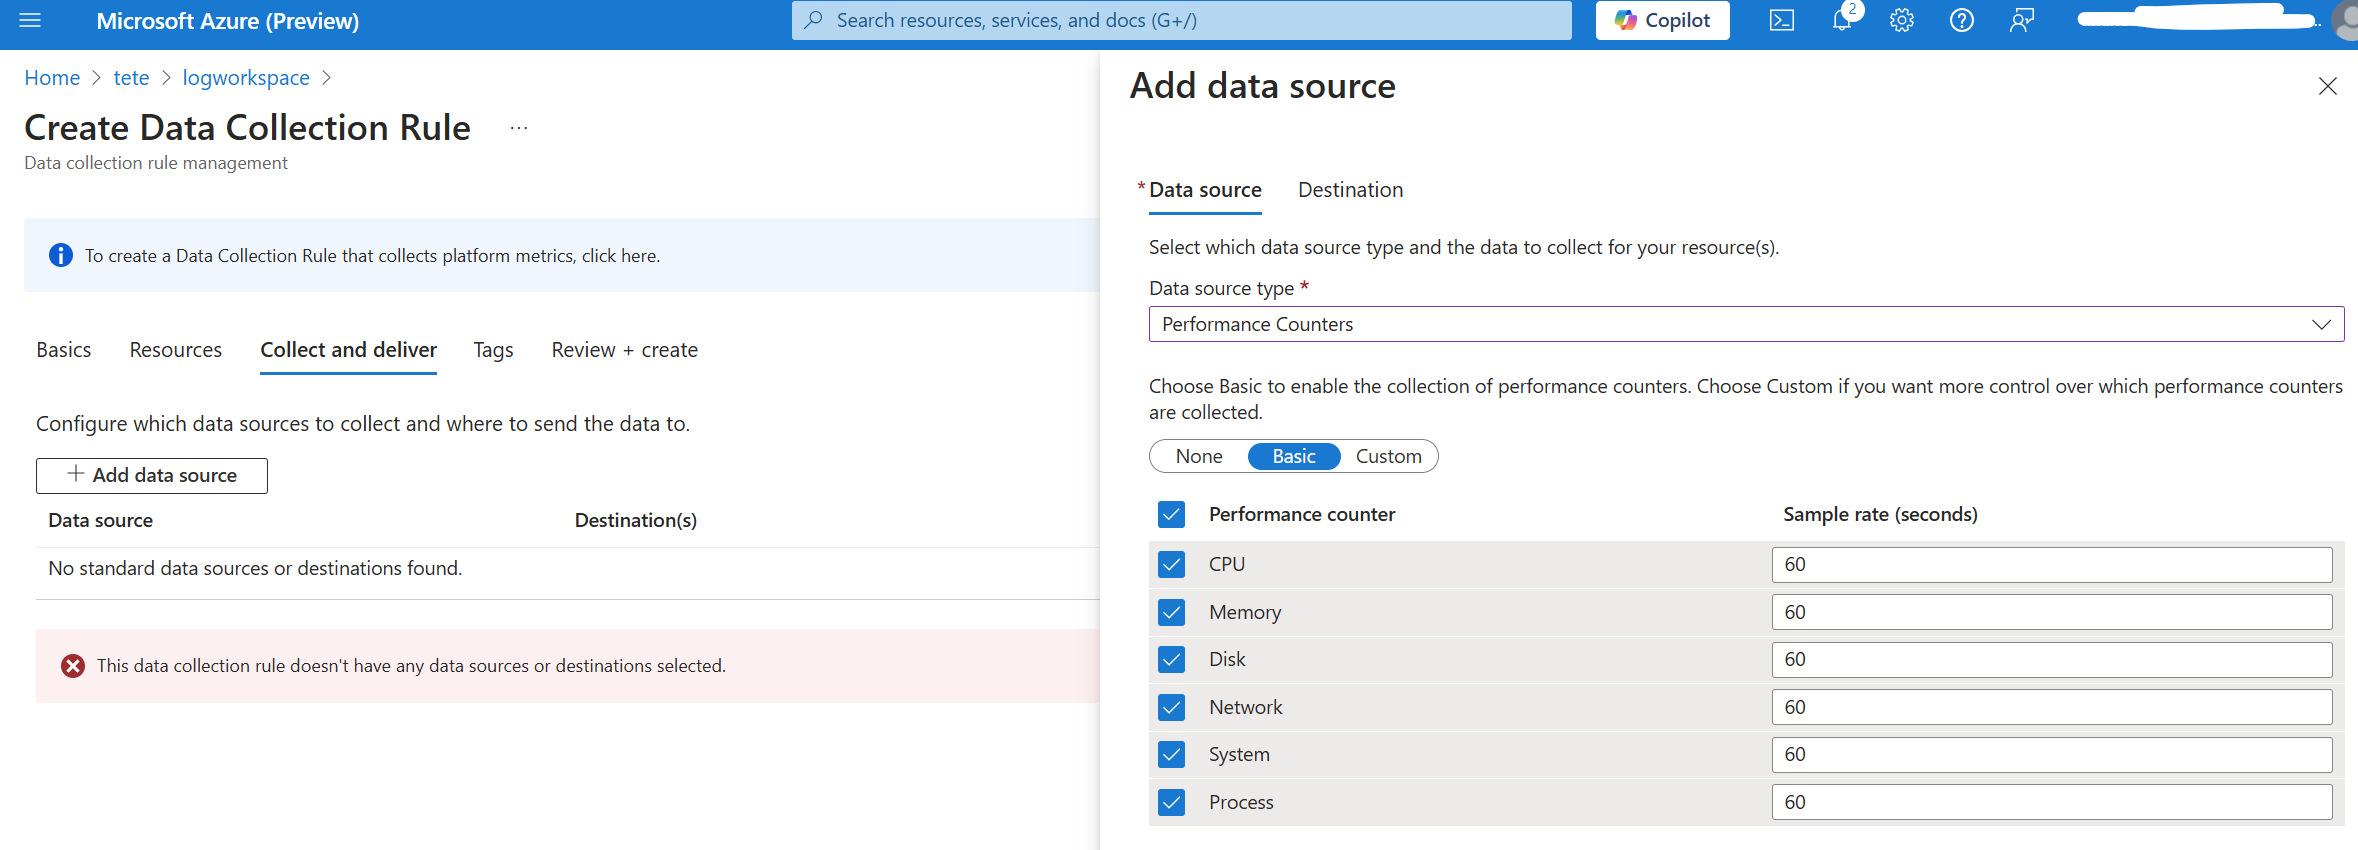 Microsoft Azure (Preview)
Search resources, services, and docs (G+/)
Copilot
2
Home > tete > logworkspace >
Create Data Collection Rule ...
Data collection rule management
To create a Data Collection Rule that collects platform metrics, click here.
Basics Resources Collect and deliver Tags Review + create
Configure which data sources to collect and where to send the data to.
+ Add data source
Data source Destination(s)
No standard data sources or destinations found.
This data collection rule doesn't have any data sources or destinations selected.
Add data source
* Data source Destination
Select which data source type and the data to collect for your resource(s).
Data source type *
Performance Counters
Choose Basic to enable the collection of performance counters. Choose Custom if you want more control over which performance counters
are collected.
None Basic Custom
Performance counter Sample rate (seconds)
CPU 60
Memory 60
Disk 60
Network 60
System 60
Process 60